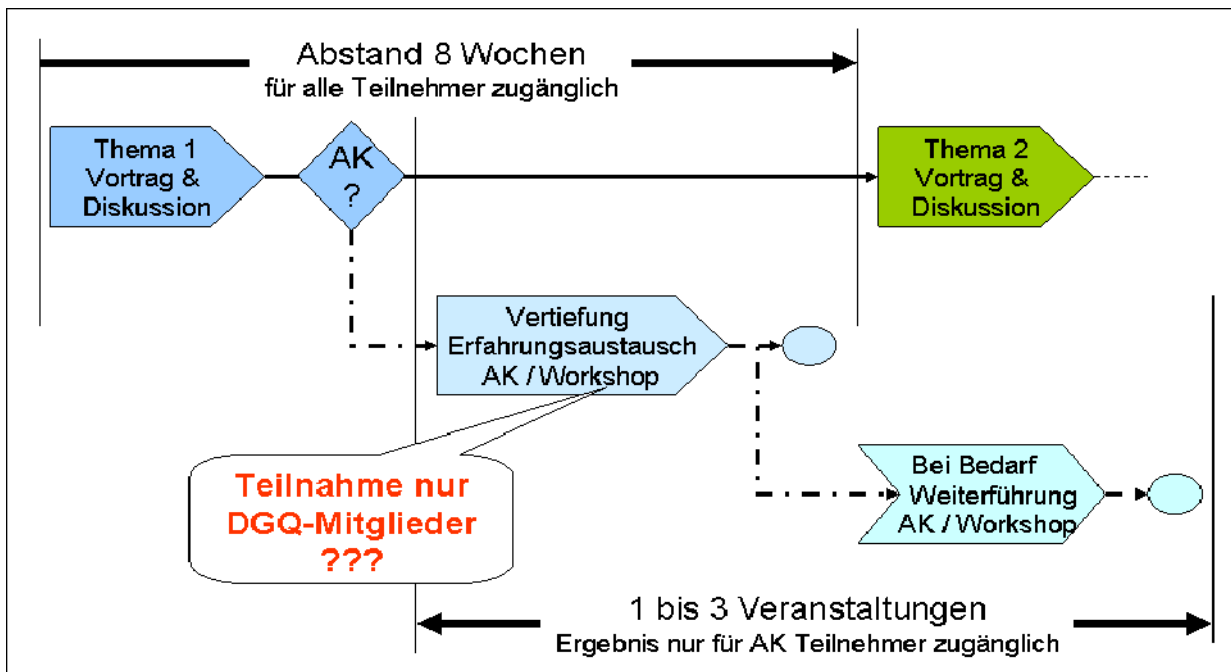 Abstand 8 Wochen
für alle Teilnehmer zugänglich
Thema 1
Vortrag &
Diskussion
AK
?
Thema 2
Vortrag &
Diskussion
Vertiefung
Erfahrungsaustausch
AK / Workshop
Teilnahme nur
DGQ-Mitglieder
???
Bei Bedarf
Weiterführung
AK / Workshop
1 bis 3 Veranstaltungen
Ergebnis nur für AK Teilnehmer zugänglich